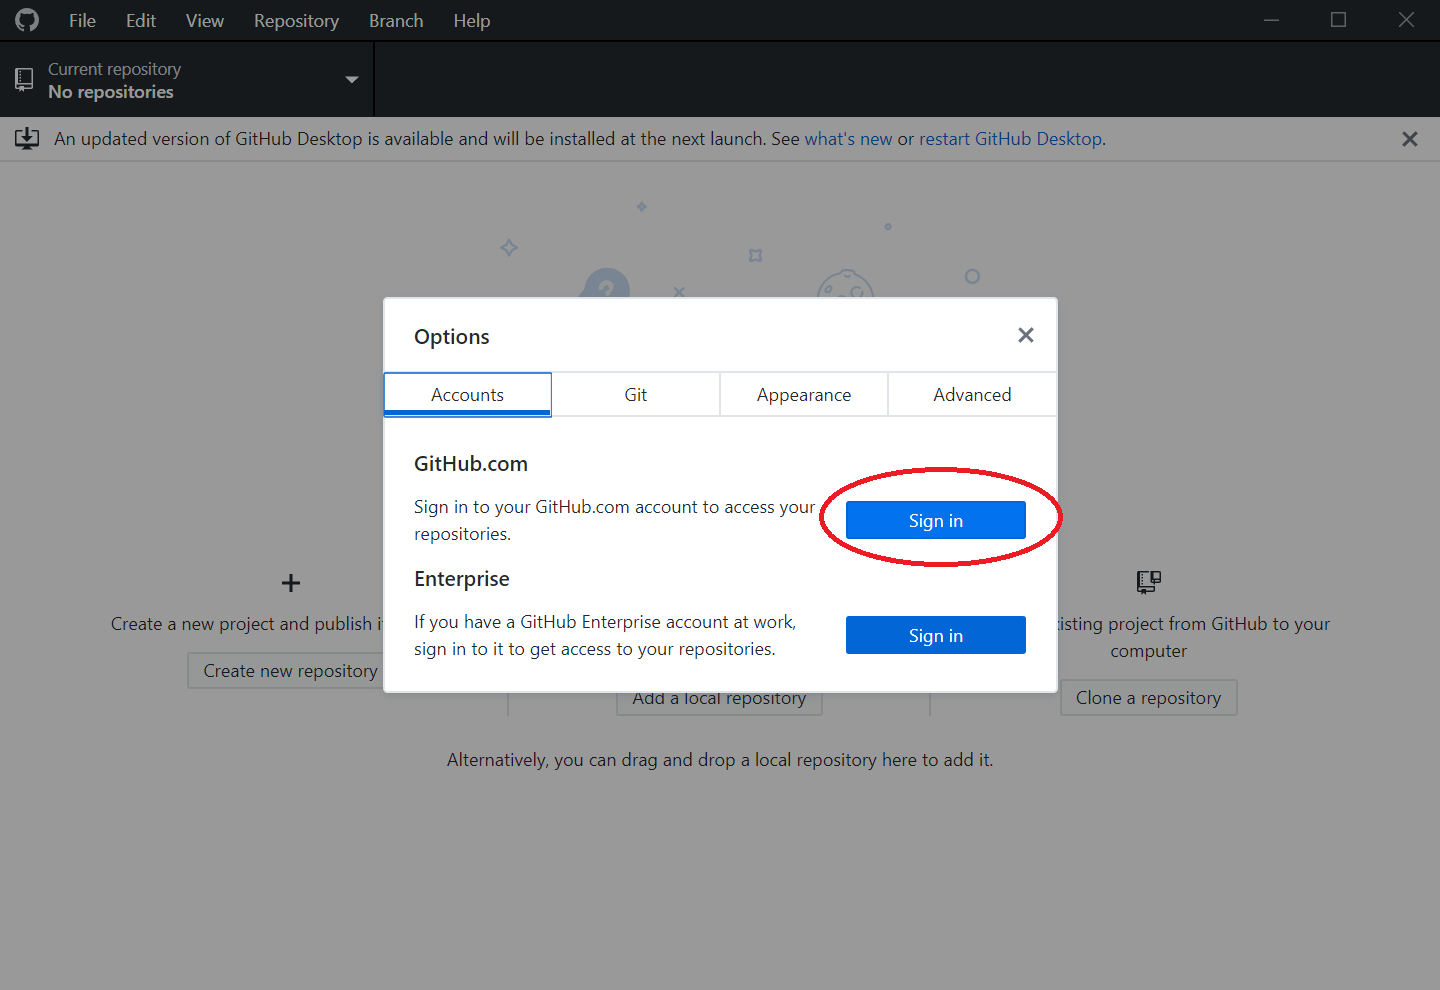 File Edit View Repository Branch Help
Current repository
No repositories
An updated version of GitHub Desktop is available and will be installed at the next launch. See what's new or restart GitHub Desktop.
?
Options
Accounts Git Appearance Advanced
GitHub.com
Sign in to your GitHub.com account to access your
repositories.
Sign in
Enterprise
If you have a GitHub Enterprise account at work,
sign in to it to get access to your repositories.
Sign in
Create a new project and publish it
Create new repository
Add a local repository
isting project from GitHub to your
computer
Clone a repository
Alternatively, you can drag and drop a local repository here to add it.